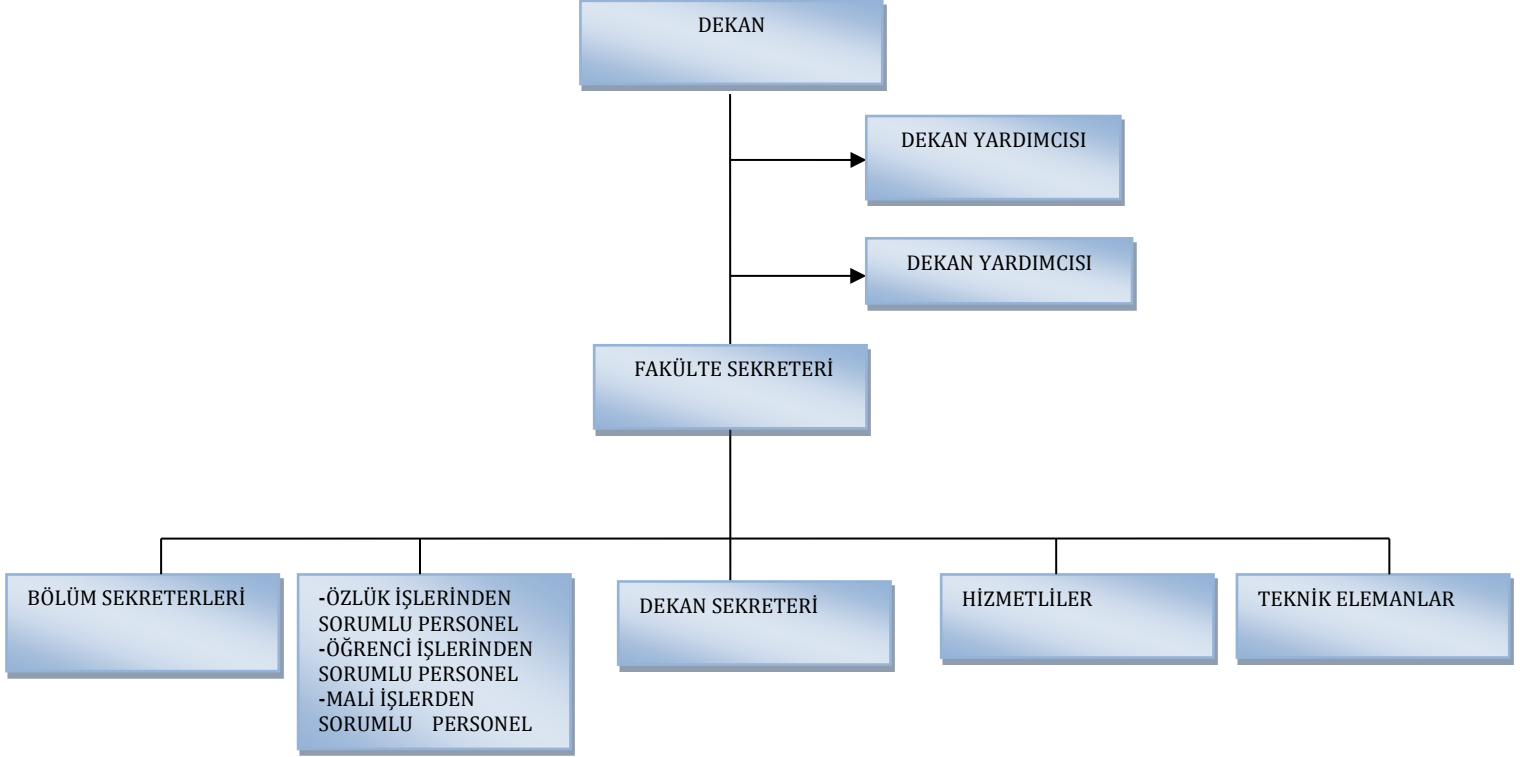 DEKAN
DEKAN YARDIMCISI
DEKAN YARDIMCISI
FAKÜLTE SEKRETERİ
BÖLÜM SEKRETERLERİ
-ÖZLÜK İŞLERİNDEN
SORUMLU PERSONEL
-ÖĞRENCİ İŞLERİNDEN
SORUMLU PERSONEL
-MALİ İŞLERDEN
SORUMLU PERSONEL
DEKAN SEKRETERİ
HİZMETLİLER
TEKNİK ELEMANLAR